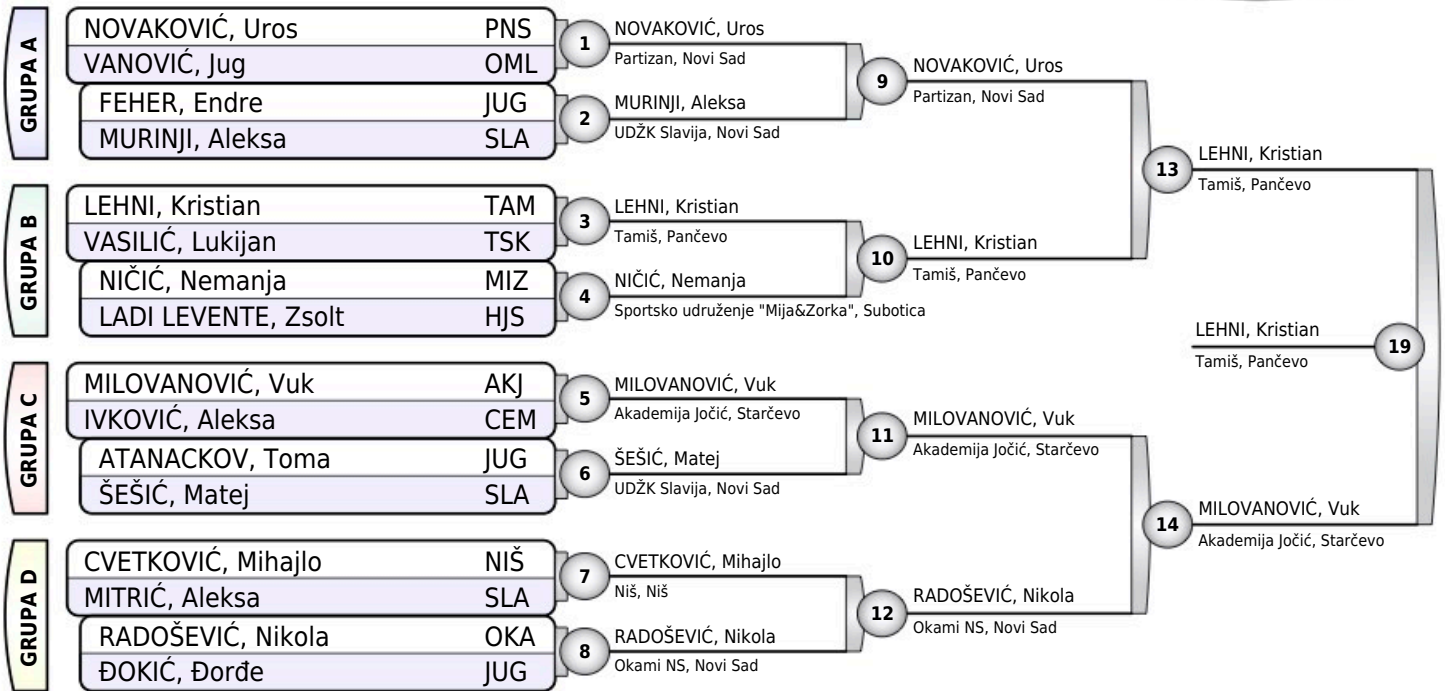 GRUPA A
NOVAKOVIĆ, Uros PNS
VANOVIĆ, Jug OML
FEHER, Endre JUG
MURINJI, Aleksa SLA
GRUPA B
LEHNI, Kristian TAM
VASILIĆ, Lukijan TSK
NIČIĆ, Nemanja MIZ
LADI LEVENTE, Zsolt HJS
GRUPA C
MILOVANOVIĆ, Vuk AKJ
IVKOVIĆ, Aleksa CEM
ATANACKOV, Toma JUG
ŠEŠIĆ, Matej SLA
GRUPA D
CVETKOVIĆ, Mihajlo NIŠ
MITRIĆ, Aleksa SLA
RADOŠEVIĆ, Nikola OKA
ĐOKIĆ, Đorđe JUG
1 NOVAKOVIĆ, Uros
Partizan, Novi Sad
2 MURINJI, Aleksa
UDŽK Slavija, Novi Sad
3 LEHNI, Kristian
Tamiš, Pančevo
4 NIČIĆ, Nemanja
Sportsko udruženje "Mija&Zorka", Subotica
5 MILOVANOVIĆ, Vuk
Akademija Jočić, Starčevo
6 ŠEŠIĆ, Matej
UDŽK Slavija, Novi Sad
7 CVETKOVIĆ, Mihajlo
Niš, Niš
8 RADOŠEVIĆ, Nikola
Okami NS, Novi Sad
9 NOVAKOVIĆ, Uros
Partizan, Novi Sad
10 LEHNI, Kristian
Tamiš, Pančevo
11 MILOVANOVIĆ, Vuk
Akademija Jočić, Starčevo
12 RADOŠEVIĆ, Nikola
Okami NS, Novi Sad
13 LEHNI, Kristian
Tamiš, Pančevo
14 MILOVANOVIĆ, Vuk
Akademija Jočić, Starčevo
LEHNI, Kristian 19
Tamiš, Pančevo